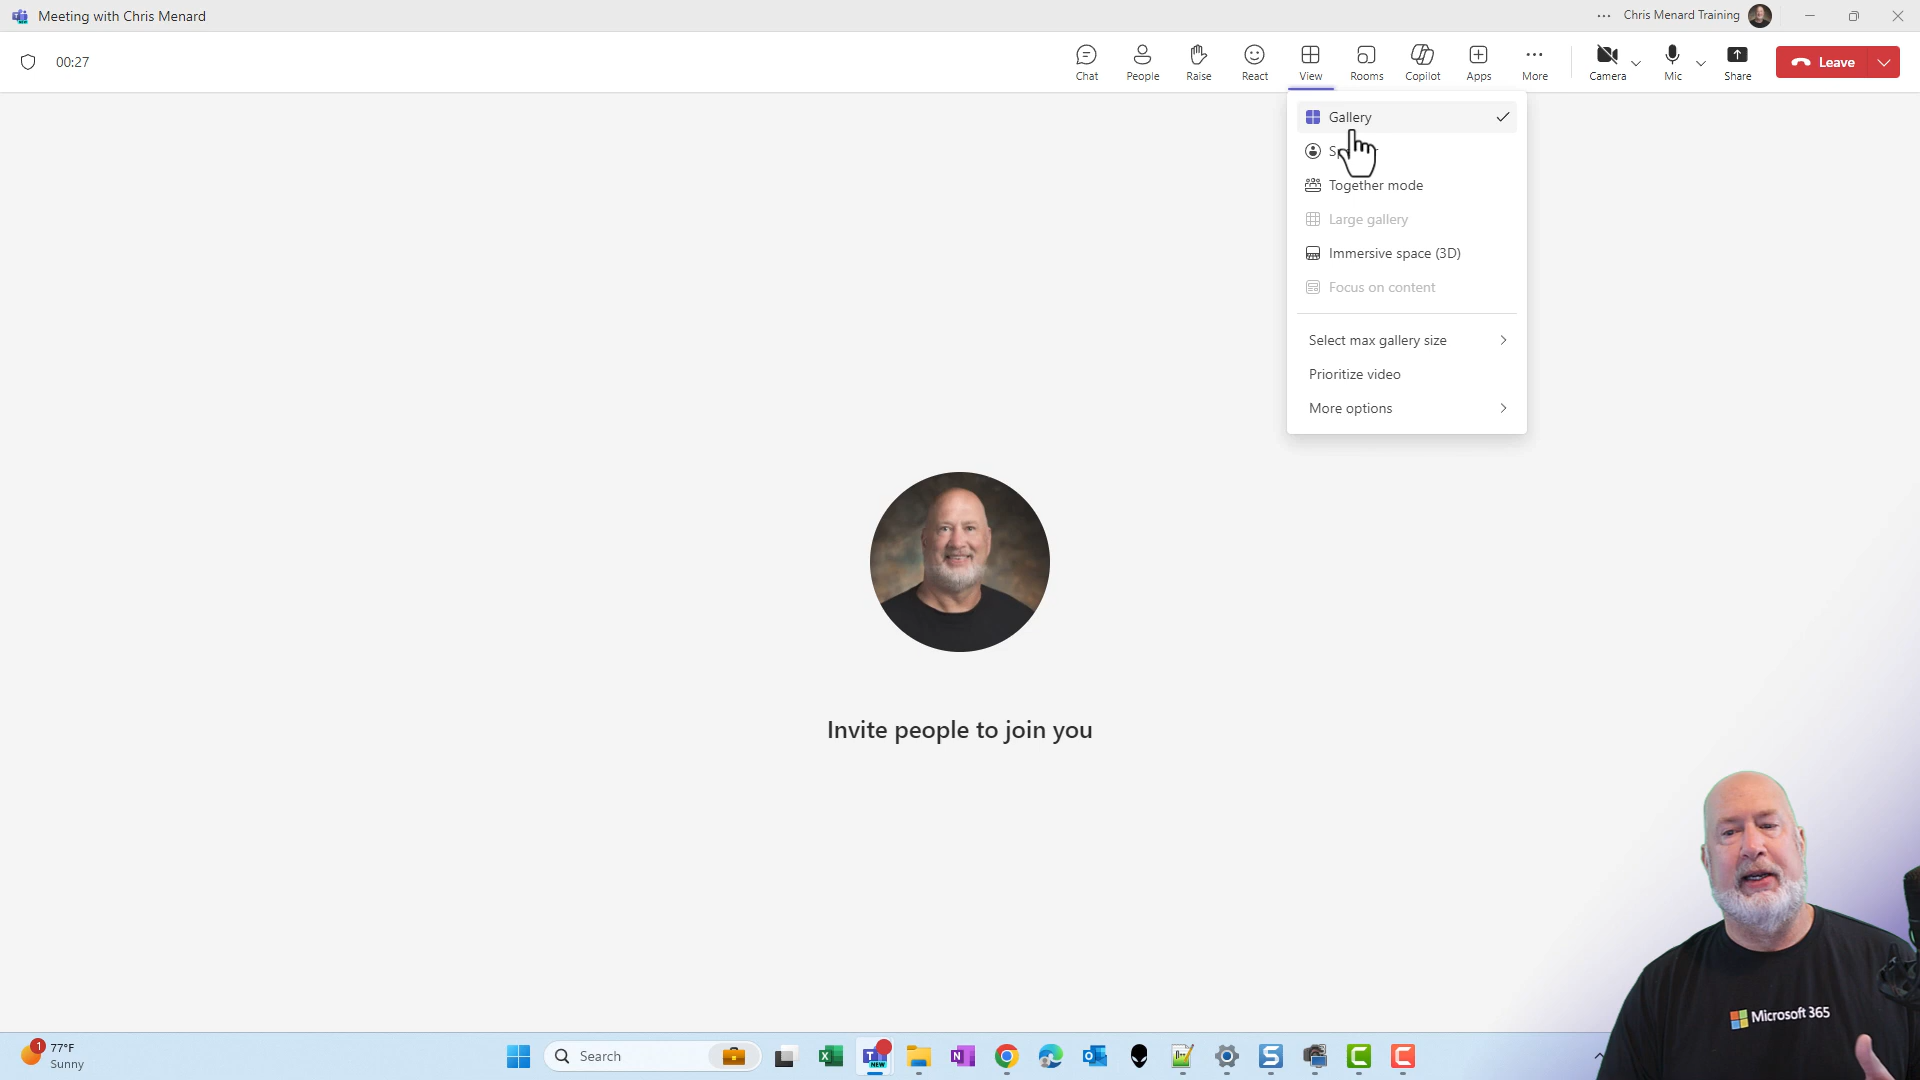 Meeting with Chris Menard
Chris Menard Training
00:27
Chat
People
Raise
React
View
Rooms
Copilot
Apps
More
Camera
Mic
Share
Leave
Gallery
Together mode
Large gallery
Immersive space (3D)
Focus on content
Select max gallery size
Prioritize video
More options
Invite people to join you
Microsoft 365
1
77°F
Sunny
Search
NEW